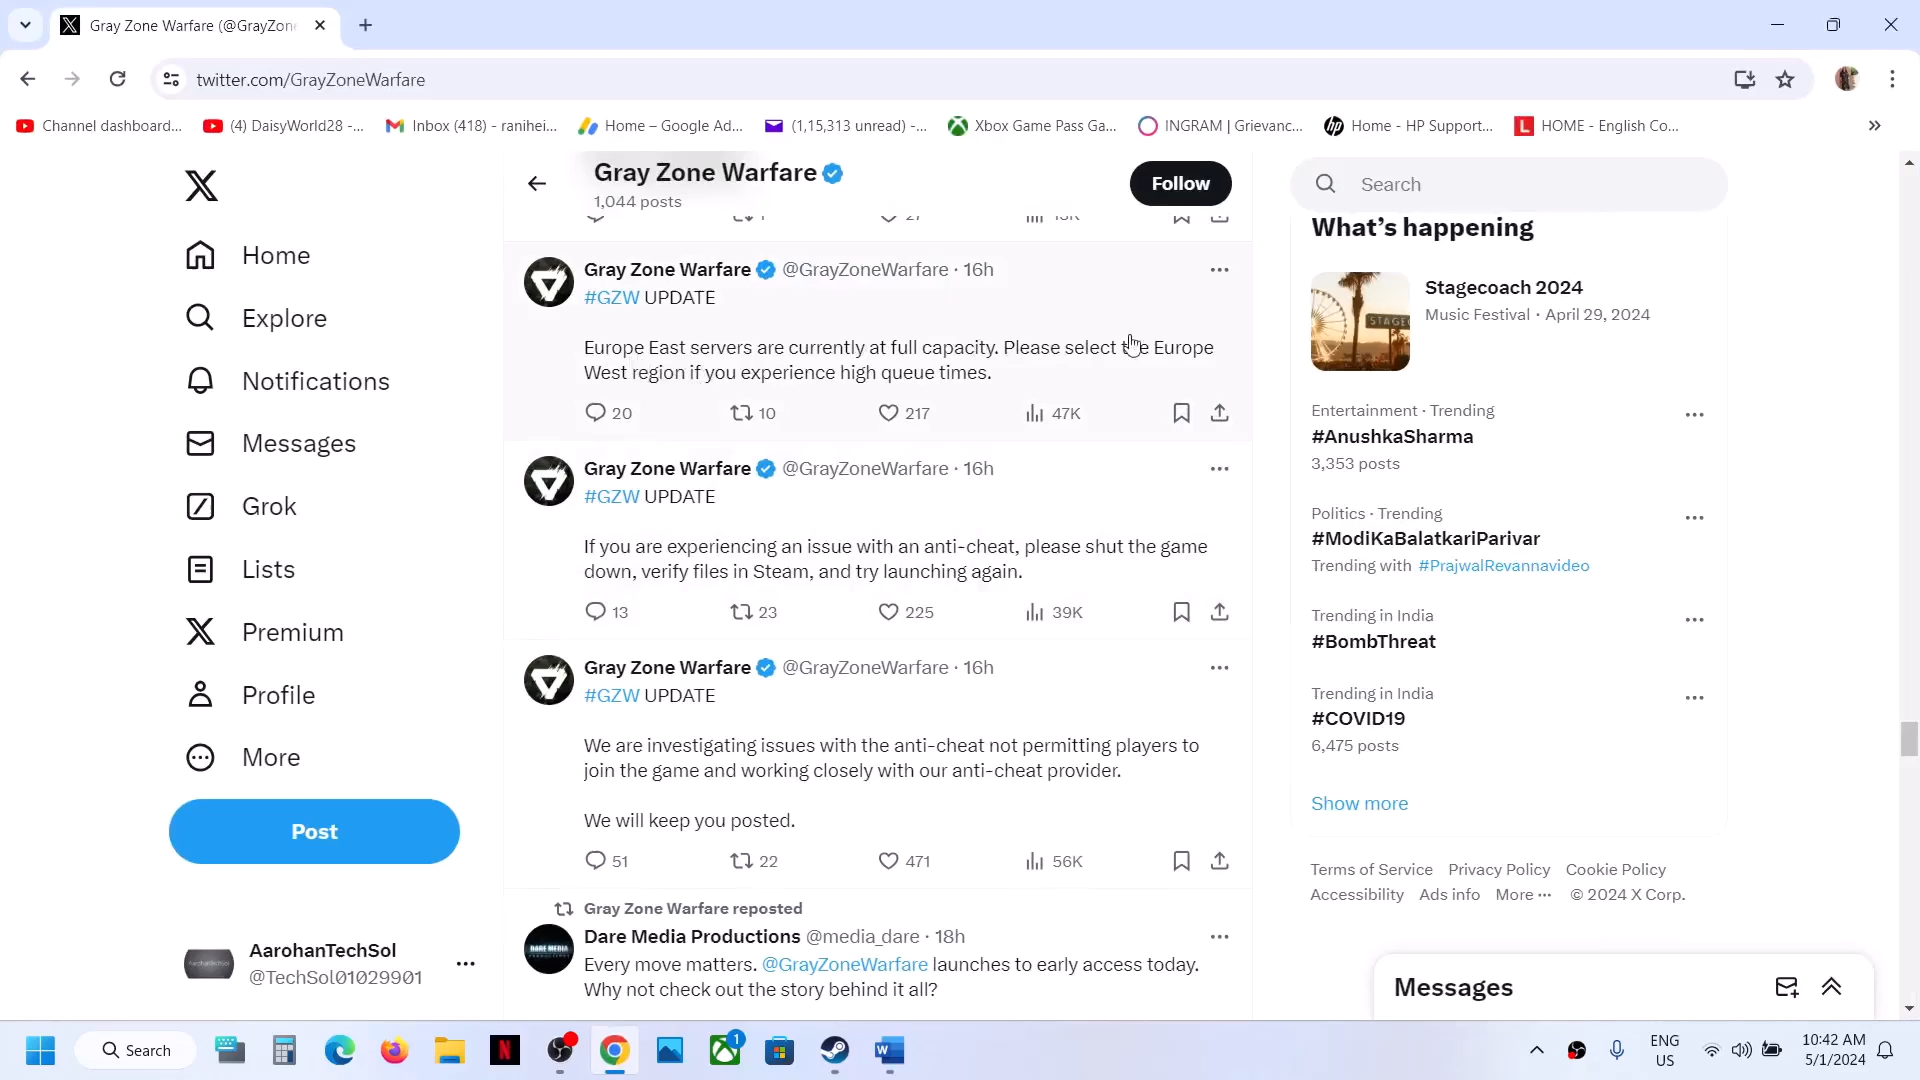 Gray Zone Warfare (@GrayZone
twitter.com/GrayZoneWarfare
Channel dashboard...
(4) DaisyWorld28 -...
Inbox (418) - ranihei...
Home – Google Ad...
(1,15,313 unread) -...
Xbox Game Pass Ga...
INGRAM | Grievanc...
Home - HP Support...
HOME - English Co...
Home
Explore
Notifications
Messages
Grok
Lists
Premium
Profile
More
Post
AarohanTechSol
@TechSol01029901
Gray Zone Warfare
1,044 posts
Follow
Gray Zone Warfare @GrayZoneWarfare · 16h
#GZW UPDATE
Europe East servers are currently at full capacity. Please select the Europe
West region if you experience high queue times.
20 10 217 47K
Gray Zone Warfare @GrayZoneWarfare · 16h
#GZW UPDATE
If you are experiencing an issue with an anti-cheat, please shut the game
down, verify files in Steam, and try launching again.
13 23 225 39K
Gray Zone Warfare @GrayZoneWarfare · 16h
#GZW UPDATE
We are investigating issues with the anti-cheat not permitting players to
join the game and working closely with our anti-cheat provider.
We will keep you posted.
51 22 471 56K
Gray Zone Warfare reposted
Dare Media Productions @media_dare · 18h
Every move matters. @GrayZoneWarfare launches to early access today.
Why not check out the story behind it all?
Search
What's happening
Stagecoach 2024
Music Festival · April 29, 2024
Entertainment · Trending
#AnushkaSharma
3,353 posts
Politics · Trending
#ModiKaBalatkariParivar
Trending with #PrajwalRevannavideo
Trending in India
#BombThreat
Trending in India
#COVID19
6,475 posts
Show more
Terms of Service Privacy Policy Cookie Policy
Accessibility Ads info More ··· © 2024 X Corp.
Messages
Search
1
ENG
US
10:42 AM
5/1/2024